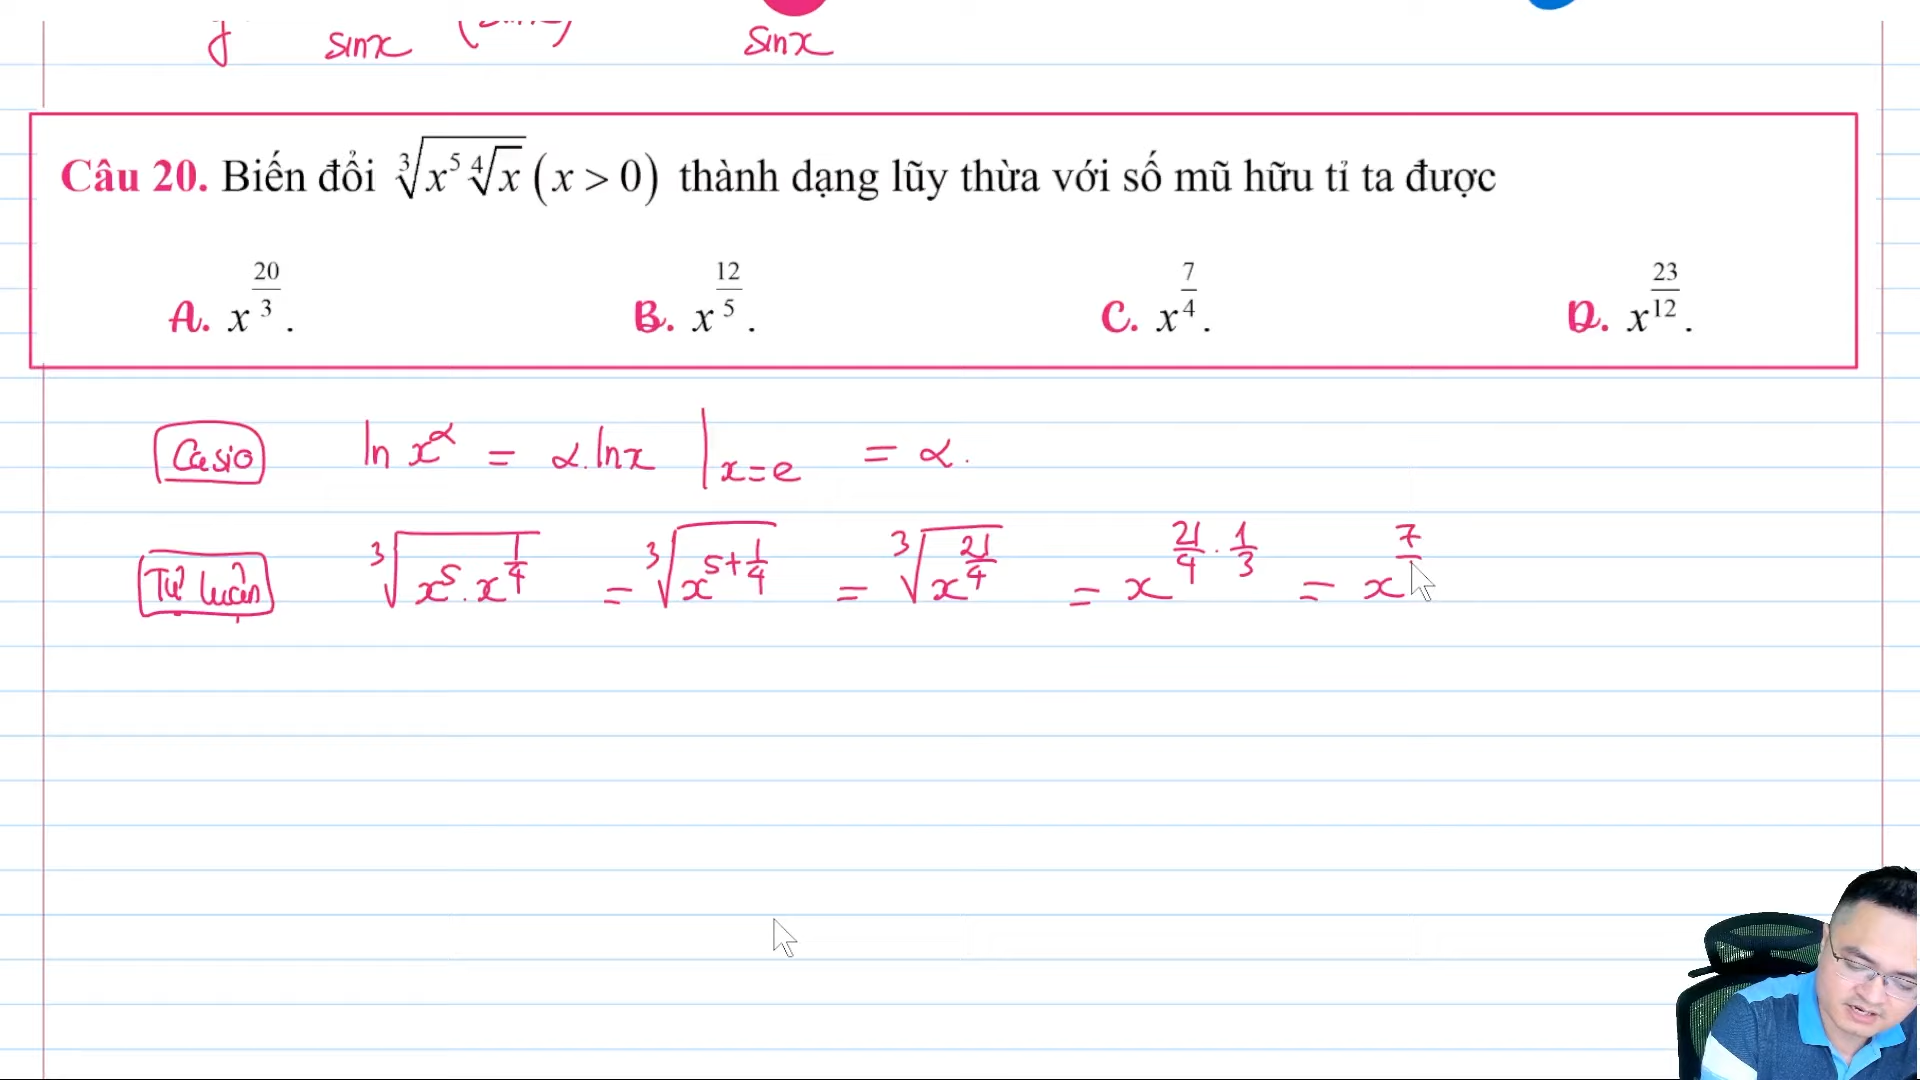 sinx sinx
Câu 20. Biến đổi ∛(x⁵ ∜x) (x > 0) thành dạng lũy thừa với số mũ hữu tỉ ta được
A. x^(20/3). B. x^(12/5). C. x^(7/4). D. x^(23/12).
Casio ln x^α = α.lnx |x=e = α.
Tự luận ∛(x⁵.x^(1/4)) = ∛(x^(5+1/4)) = ∛(x^(21/4)) = x^(21/4 . 1/3) = x^7